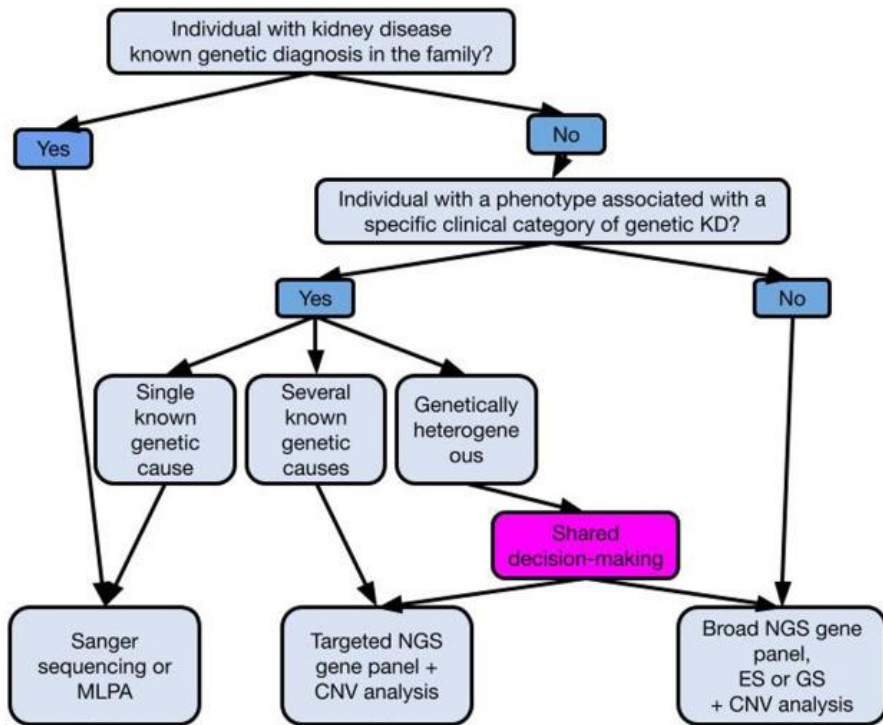 Individual with kidney disease
known genetic diagnosis in the family?
Yes
No
Individual with a phenotype associated with a
specific clinical category of genetic KD?
Yes
No
Single
known
genetic
cause
Several
known
genetic
causes
Genetically
heterogene
ous
Shared
decision-making
Sanger
sequencing or
MLPA
Targeted NGS
gene panel +
CNV analysis
Broad NGS gene
panel,
ES or GS
+ CNV analysis